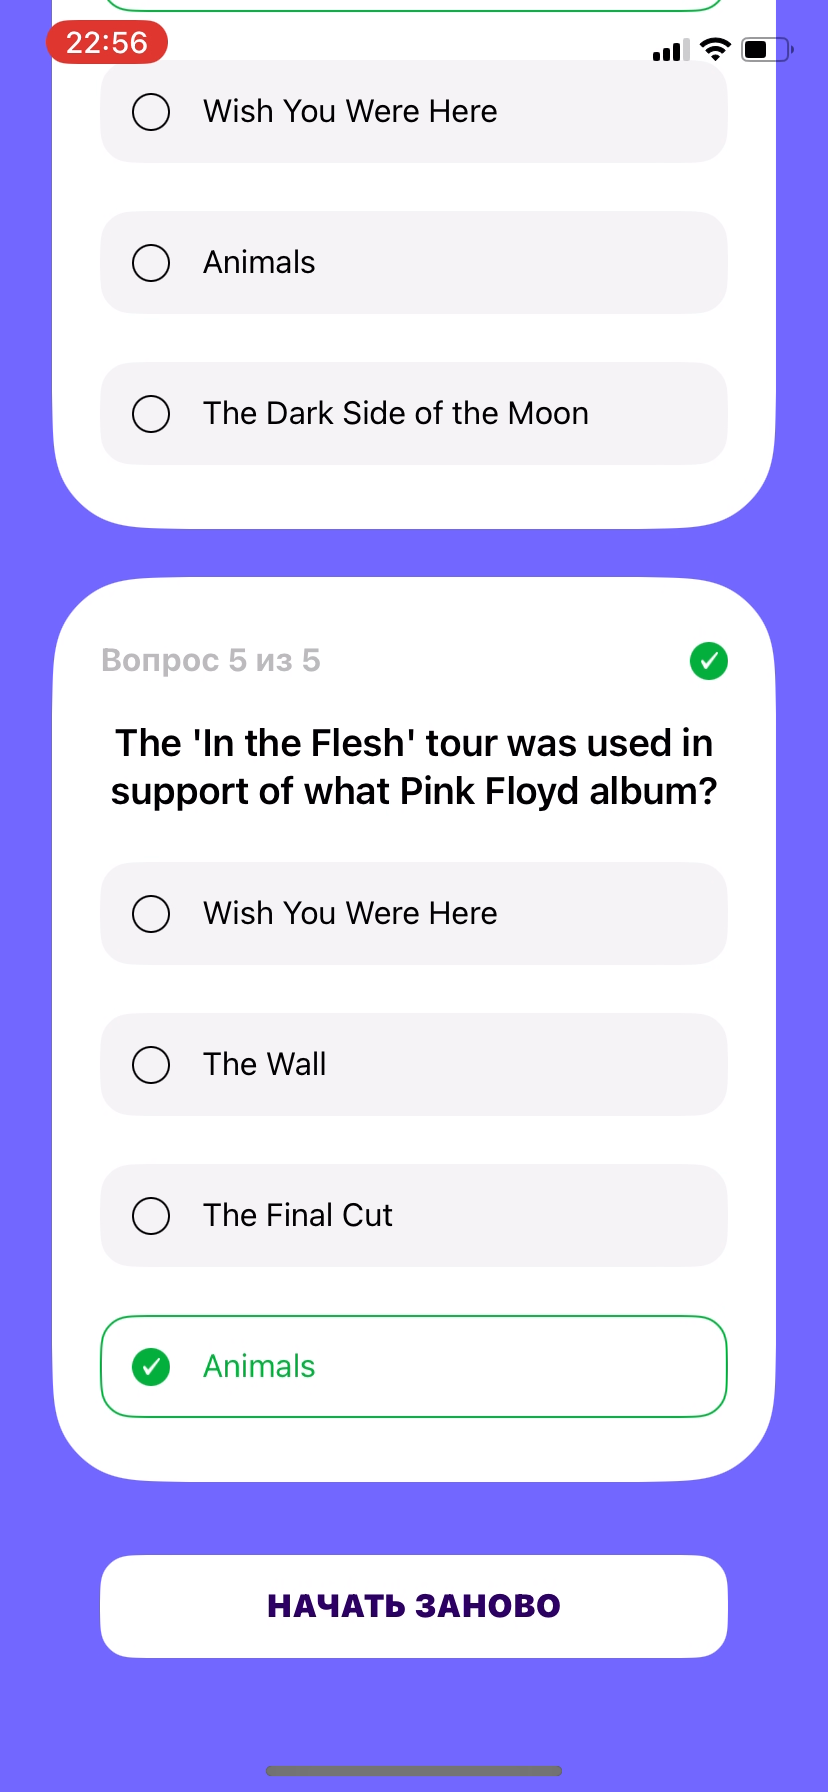 22:56
Wish You Were Here
Animals
The Dark Side of the Moon
Вопрос 5 из 5
The 'In the Flesh' tour was used in
support of what Pink Floyd album?
Wish You Were Here
The Wall
The Final Cut
Animals
НАЧАТЬ ЗАНОВО